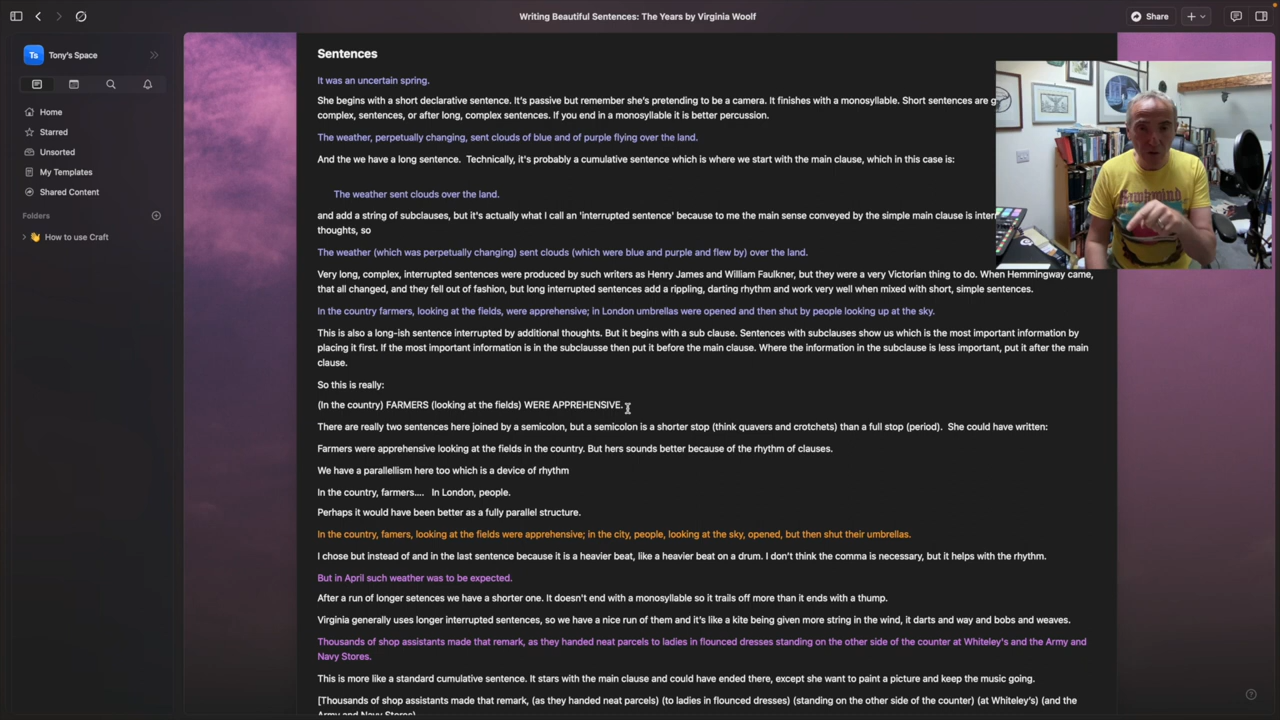 Writing Beautiful Sentences: The Years by Virginia Woolf
Share
Ts Tony's Space
Home
Starred
Unsorted
My Templates
Shared Content
Folders
How to use Craft
Sentences
It was an uncertain spring.
She begins with a short declarative sentence. It's passive but remember she's pretending to be a camera. It finishes with a monosyllable. Short sentences are g
complex, sentences, or after long, complex sentences. If you end in a monosyllable it is better percussion.
The weather, perpetually changing, sent clouds of blue and of purple flying over the land.
And the we have a long sentence. Technically, it's probably a cumulative sentence which is where we start with the main clause, which in this case is:
The weather sent clouds over the land.
and add a string of subclauses, but it's actually what I call an 'interrupted sentence' because to me the main sense conveyed by the simple main clause is inter
thoughts, so
The weather (which was perpetually changing) sent clouds (which were blue and purple and flew by) over the land.
Very long, complex, interrupted sentences were produced by such writers as Henry James and William Faulkner, but they were a very Victorian thing to do. When Hemmingway came,
that all changed, and they fell out of fashion, but long interrupted sentences add a rippling, darting rhythm and work very well when mixed with short, simple sentences.
In the country farmers, looking at the fields, were apprehensive; in London umbrellas were opened and then shut by people looking up at the sky.
This is also a long-ish sentence interrupted by additional thoughts. But it begins with a sub clause. Sentences with subclauses show us which is the most important information by
placing it first. If the most important information is in the subclausse then put it before the main clause. Where the information in the subclause is less important, put it after the main
clause.
So this is really:
(In the country) FARMERS (looking at the fields) WERE APPREHENSIVE.
There are really two sentences here joined by a semicolon, but a semicolon is a shorter stop (think quavers and crotchets) than a full stop (period). She could have written:
Farmers were apprehensive looking at the fields in the country. But hers sounds better because of the rhythm of clauses.
We have a parallellism here too which is a device of rhythm
In the country, farmers.... In London, people.
Perhaps it would have been better as a fully parallel structure.
In the country, famers, looking at the fields were apprehensive; in the city, people, looking at the sky, opened, but then shut their umbrellas.
I chose but instead of and in the last sentence because it is a heavier beat, like a heavier beat on a drum. I don't think the comma is necessary, but it helps with the rhythm.
But in April such weather was to be expected.
After a run of longer setences we have a shorter one. It doesn't end with a monosyllable so it trails off more than it ends with a thump.
Virginia generally uses longer interrupted sentences, so we have a nice run of them and it's like a kite being given more string in the wind, it darts and way and bobs and weaves.
Thousands of shop assistants made that remark, as they handed neat parcels to ladies in flounced dresses standing on the other side of the counter at Whiteley's and the Army and
Navy Stores.
This is more like a standard cumulative sentence. It stars with the main clause and could have ended there, except she want to paint a picture and keep the music going.
[Thousands of shop assistants made that remark, (as they handed neat parcels) (to ladies in flounced dresses) (standing on the other side of the counter) (at Whiteley's) (and the
Army and Navy Stores)